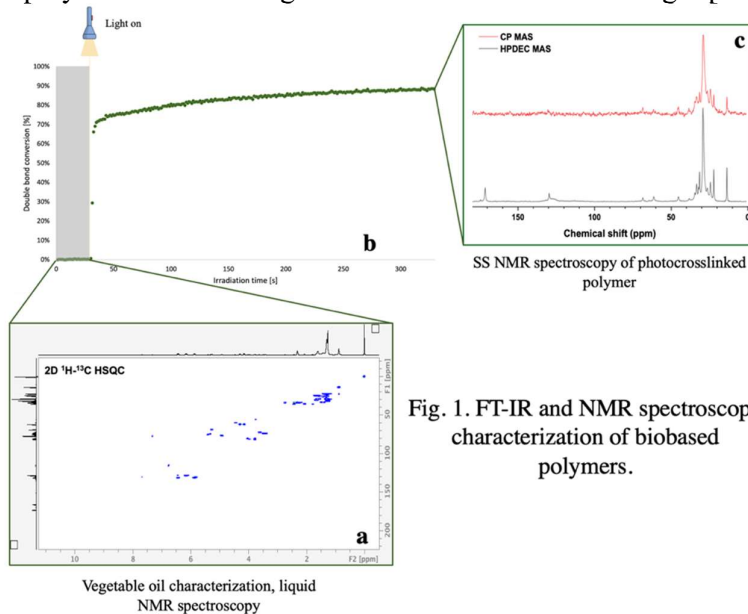 Light on
100%
90%
80%
70%
60%
50%
40%
30%
20%
10%
0%
Double bond conversion [%]
0 50 100 150 200 250 300
Irradiation time [s]
b
CP MAS
HPDEC MAS
c
150 100 50 0
Chemical shift (ppm)
SS NMR spectroscopy of photocrosslinked
polymer
2D ¹H-¹³C HSQC
F1 [ppm]
50
100
150
200
10 8 6 4 2 F2 [ppm]
a
Vegetable oil characterization, liquid
NMR spectroscopy
Fig. 1. FT-IR and NMR spectroscop
characterization of biobased
polymers.